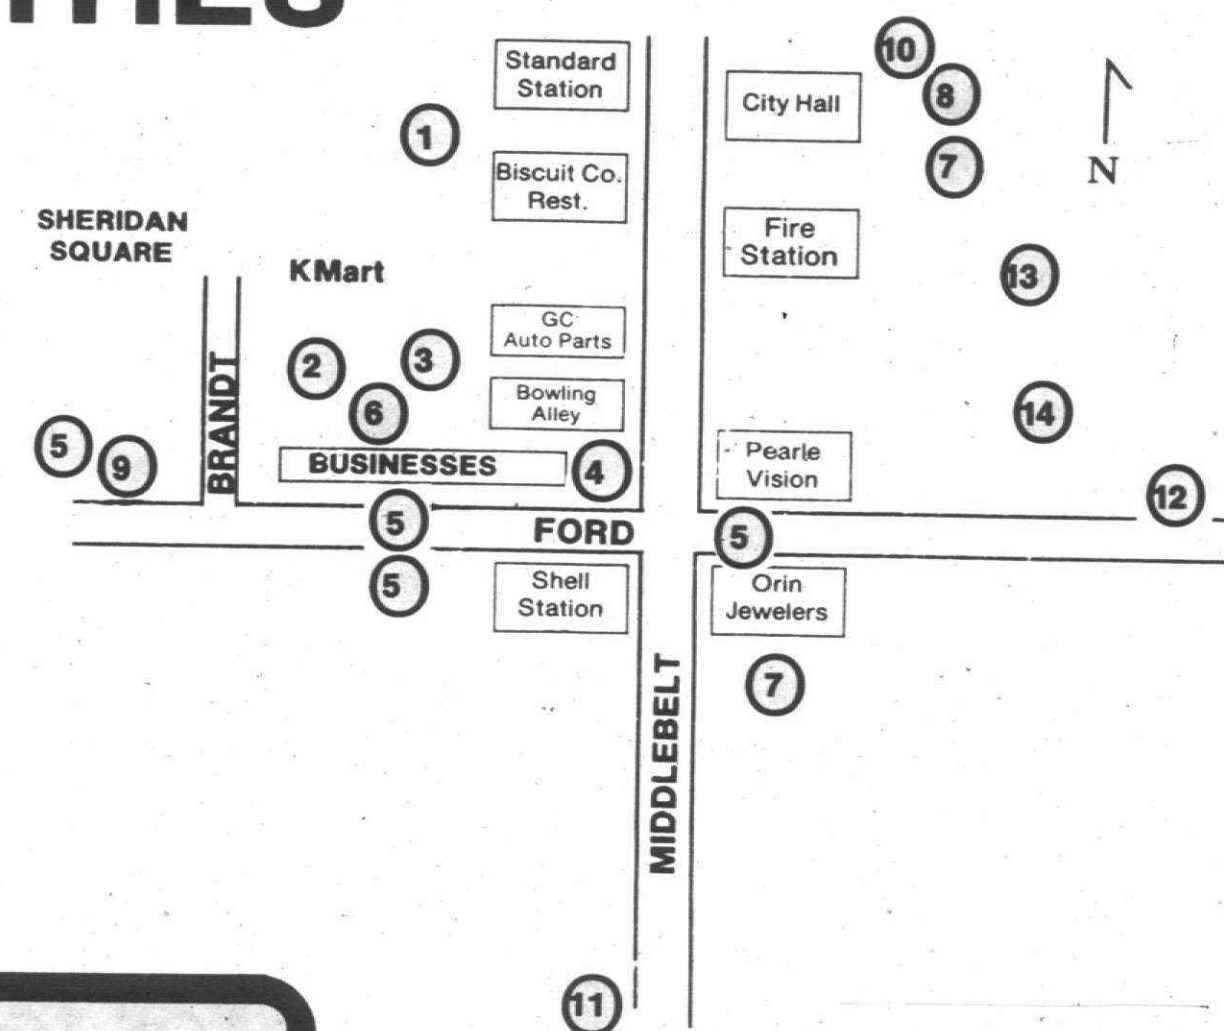 Standard
Station
City Hall
10
8
7
1
N
Biscuit Co.
Rest.
SHERIDAN
SQUARE
Fire
Station
KMart
13
GC
Auto Parts
2
3
6
Bowling
Alley
14
BRANDT
5
9
BUSINESSES
4
Pearle
Vision
12
5
FORD
5
5
Shell
Station
Orin
Jewelers
7
MIDDLEBELT
11